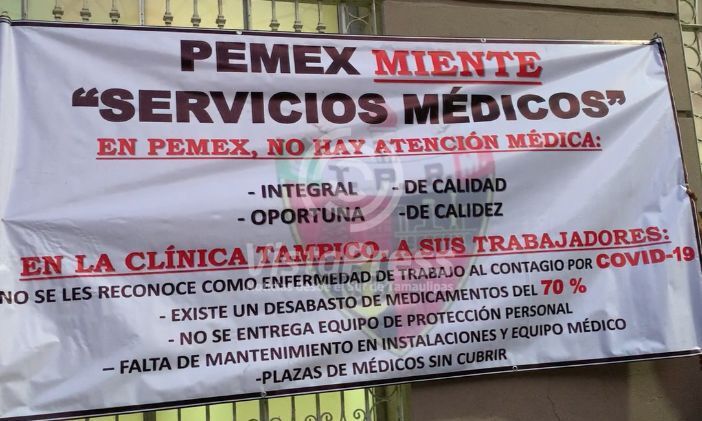 PEMEX MIENTE
“SERVICIOS MÉDICOS”
EN PEMEX, NO HAY ATENCIÓN MÉDICA:
- INTEGRAL - DE CALIDAD
- OPORTUNA -DE CALIDEZ
EN LA CLÍNICA TAMPICO, A SUS TRABAJADORES:
NO SE LES RECONOCE COMO ENFERMEDAD DE TRABAJO AL CONTAGIO POR COVID-19
- EXISTE UN DESABASTO DE MEDICAMENTOS DEL 70 %
- NO SE ENTREGA EQUIPO DE PROTECCIÓN PERSONAL
– FALTA DE MANTENIMIENTO EN INSTALACIONES Y EQUIPO MÉDICO
-PLAZAS DE MÉDICOS SIN CUBRIR